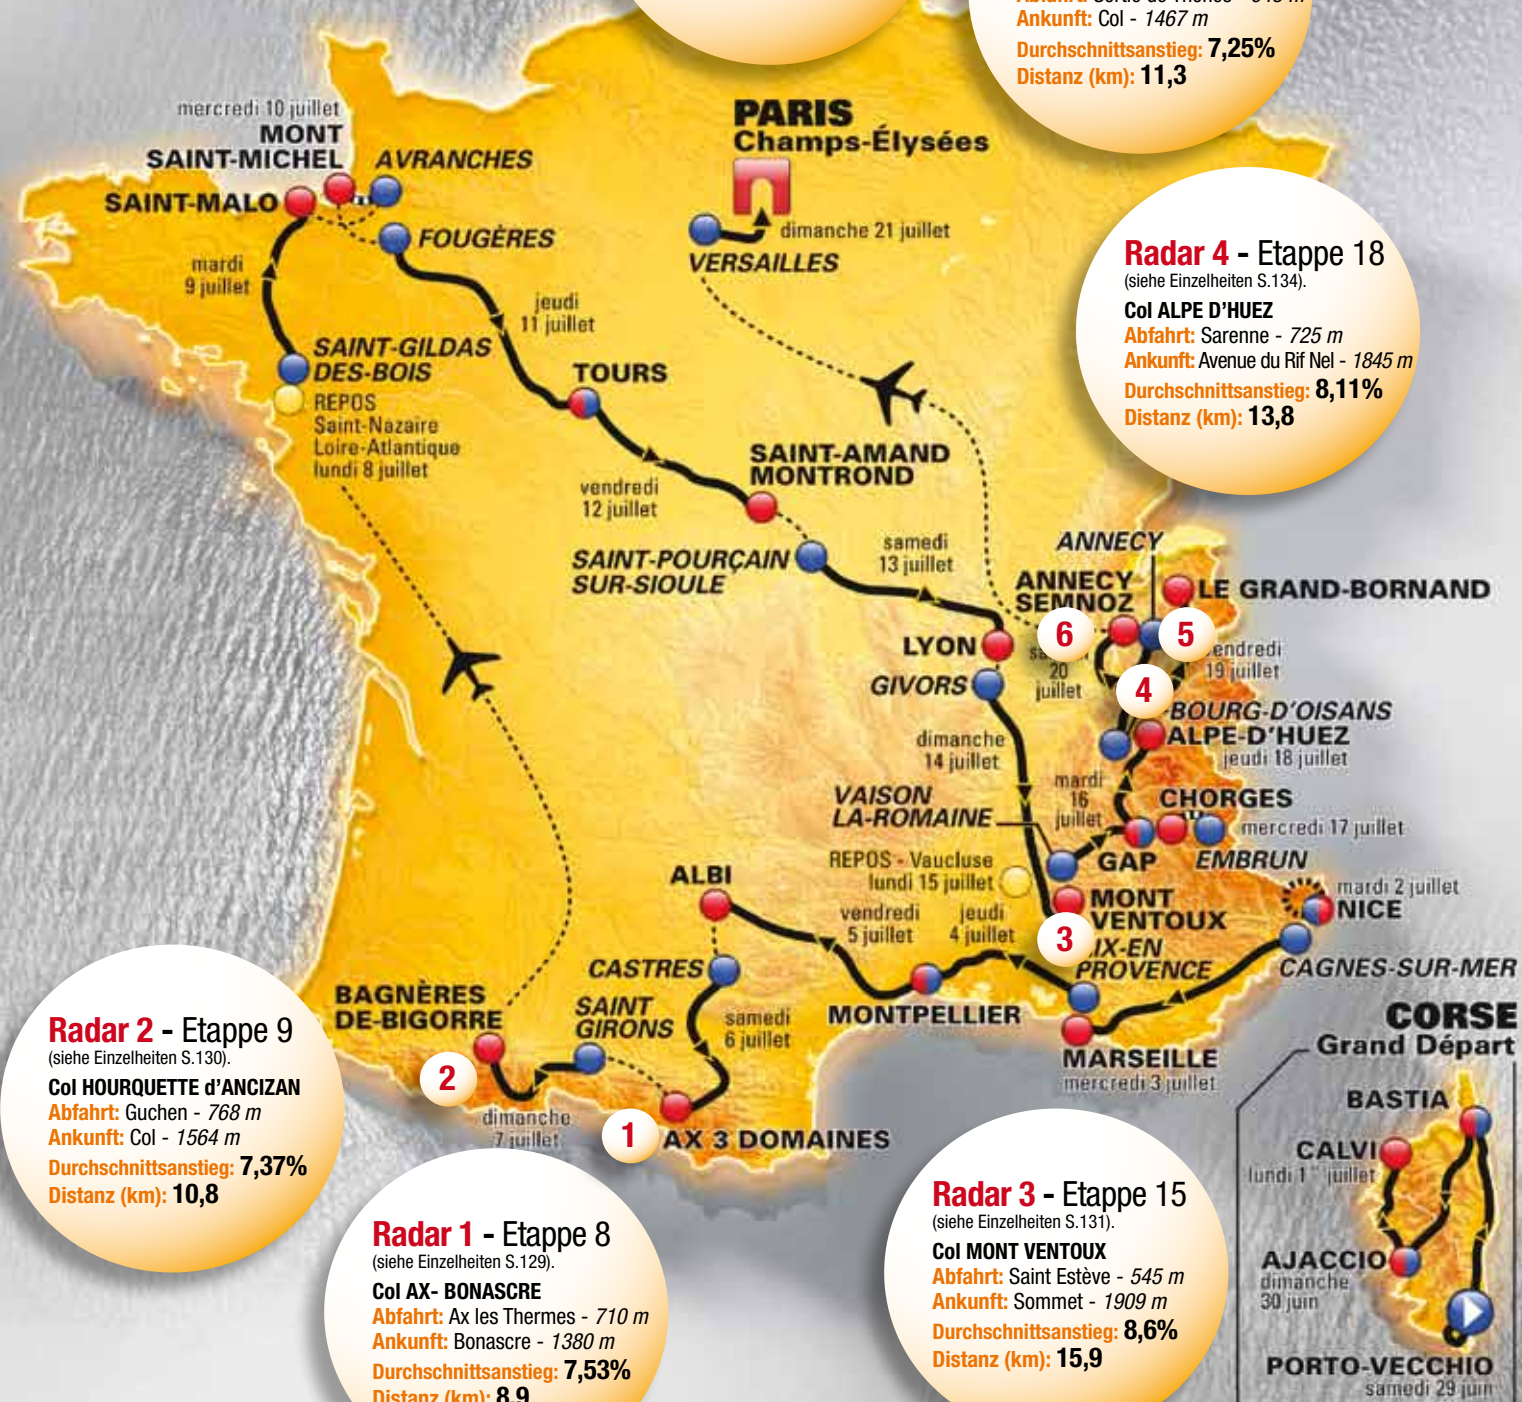 Ankunft: Col - 1467 m
Durchschnittsanstieg: 7,25%
Distanz (km): 11,3
mercredi 10 juillet
MONT
SAINT-MICHEL
AVRANCHES
SAINT-MALO
FOUGÈRES
PARIS
Champs-Élysées
dimanche 21 juillet
VERSAILLES
mardi
9 juillet
jeudi
11 juillet
Radar 4 - Etappe 18
(siehe Einzelheiten S.134).
Col ALPE D'HUEZ
Abfahrt: Sarenne - 725 m
Ankunft: Avenue du Rif Nel - 1845 m
Durchschnittsanstieg: 8,11%
Distanz (km): 13,8
SAINT-GILDAS
DES-BOIS
REPOS
Saint-Nazaire
Loire-Atlantique
lundi 8 juillet
TOURS
vendredi
12 juillet
SAINT-AMAND
MONTROND
SAINT-POURÇAIN
SUR-SIOULE
samedi
13 juillet
ANNECY
ANNECY
SEMNOZ
LE GRAND-BORNAND
6
5
LYON
20
juillet
19 juillet
GIVORS
4
BOURG-D'OISANS
ALPE-D'HUEZ
jeudi 18 juillet
dimanche
14 juillet
mardi
16
juillet
VAISON
LA-ROMAINE
CHORGES
mercredi 17 juillet
GAP
EMBRUN
REPOS - Vaucluse
lundi 15 juillet
ALBI
MONT
VENTOUX
mardi 2 juillet
NICE
vendredi
5 juillet
jeudi
4 juillet
3
IX-EN
PROVENCE
CAGNES-SUR-MER
CASTRES
MONTPELLIER
MARSEILLE
mercredi 3 juillet
BAGNÈRES
DE-BIGORRE
SAINT
GIRONS
samedi
6 juillet
2
dimanche
7 juillet
1
AX 3 DOMAINES
Radar 2 - Etappe 9
(siehe Einzelheiten S.130).
Col HOURQUETTE d'ANCIZAN
Abfahrt: Guchen - 768 m
Ankunft: Col - 1564 m
Durchschnittsanstieg: 7,37%
Distanz (km): 10,8
Radar 1 - Etappe 8
(siehe Einzelheiten S.129).
Col AX- BONASCRE
Abfahrt: Ax les Thermes - 710 m
Ankunft: Bonascre - 1380 m
Durchschnittsanstieg: 7,53%
Distanz (km): 8,9
Radar 3 - Etappe 15
(siehe Einzelheiten S.131).
Col MONT VENTOUX
Abfahrt: Saint Estève - 545 m
Ankunft: Sommet - 1909 m
Durchschnittsanstieg: 8,6%
Distanz (km): 15,9
CORSE
Grand Départ
BASTIA
CALVI
lundi 1er juillet
AJACCIO
dimanche
30 juin
PORTO-VECCHIO
samedi 29 juin